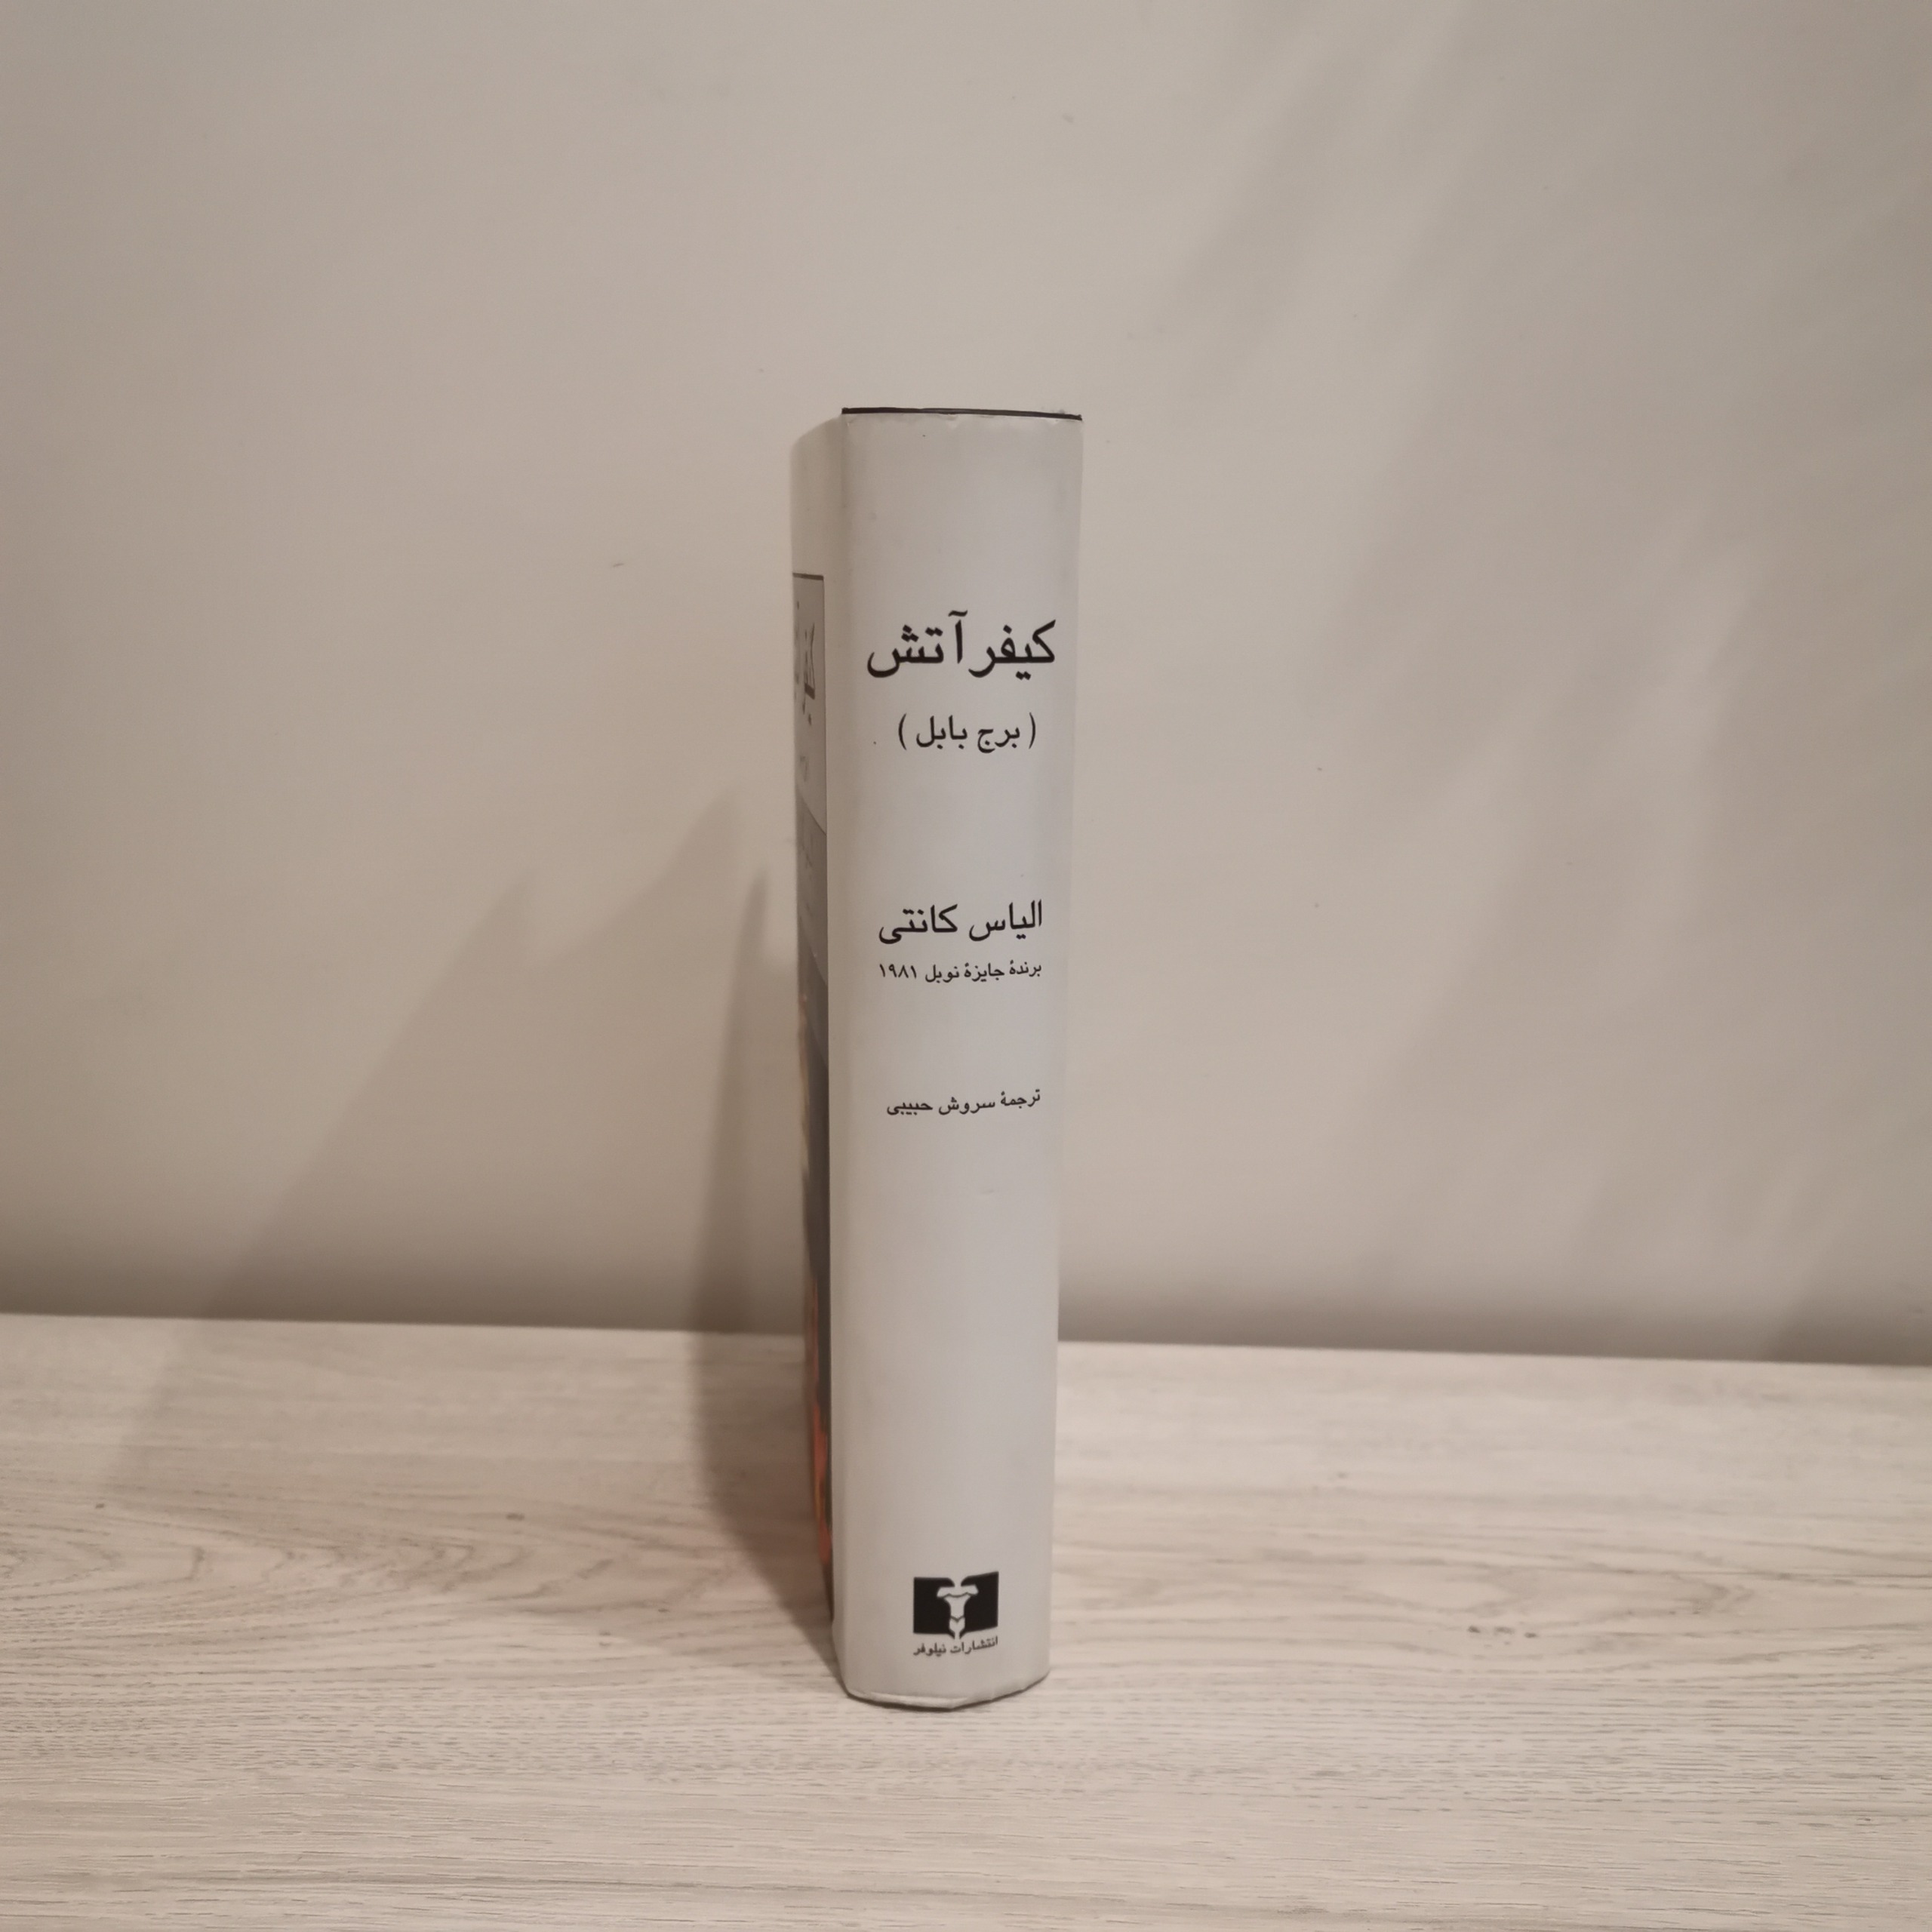 کیفر آتش
( برج بابل )
الیاس کانتی
برندهٔ جایزهٔ نوبل ۱۹۸۱
ترجمهٔ سروش حبیبی
انتشارات نیلوفر